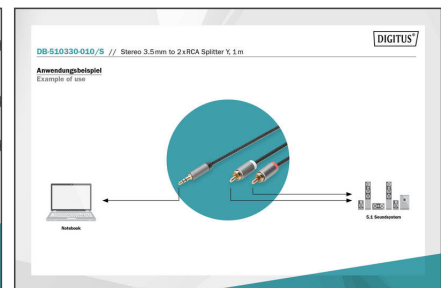 DIGITUS®
DB-510330-010/S // Stereo 3.5mm to 2xRCA Splitter Y, 1m
Anwendungsbeispiel
Example of use
Notebook
5.1 Soundsystem